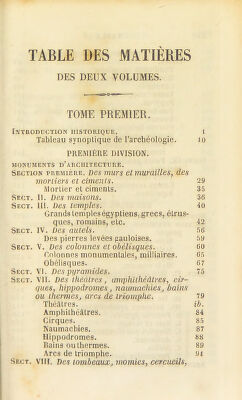 TABLE DES MATIÈRES
DES DEUX VOLUMES.
TOME PREMIER.
INTRODUCTION HISTORIQUE. 1
Tableau synoptique de l'archéologie. 10
PREMIÈRE DIVISION.
MONUMENTS D'ARCHITECTURE.
SECTION PREMIÈRE. Des murs et murailles, des
mortiers et ciments. 29
Mortier et ciments. 35
SECT. II. Des maisons. 36
SECT. III. Des temples. 40
Grands temples égyptiens, grecs, étrus-
ques, romains, etc. 42
SECT. IV. Des autels. 56
Des pierres levées gauloises. 59
SECT. V. Des colonnes et obélisques. 60
Colonnes monumentales, milliaires. 65
Obélisques. 67
SECT. VI. Des pyramides. 75
SECT. VII. Des théâtres, amphithéâtres, cir-
ques, hippodromes, naumachies, bains
ou thermes, arcs de triomphe. 79
Théâtres. ib.
Amphithéâtres. 84
Cirques. 85
Naumachies. 87
Hippodromes. 88
Bains ou thermes. 89
Arcs de triomphe. 91
SECT. VIII. Des tombeaux, momies, cercueils,